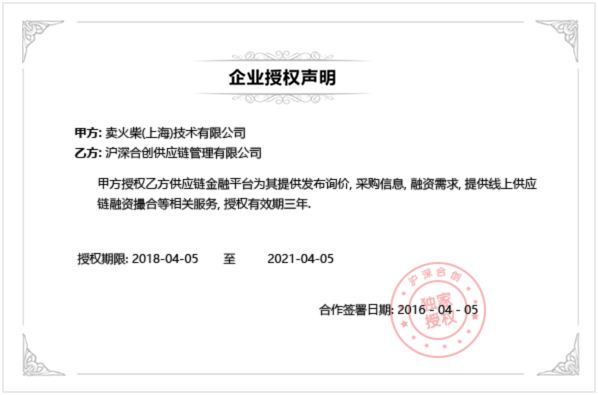 企业授权声明
甲方: 卖火柴(上海)技术有限公司
乙方: 沪深合创供应链管理有限公司
甲方授权乙方供应链金融平台为其提供发布询价, 采购信息, 融资需求, 提供线上供应
链融资撮合等相关服务, 授权有效期三年.
授权期限: 2018-04-05 至 2021-04-05
沪深合创
独家
授权
合作签署日期: 2016 - 04 - 05